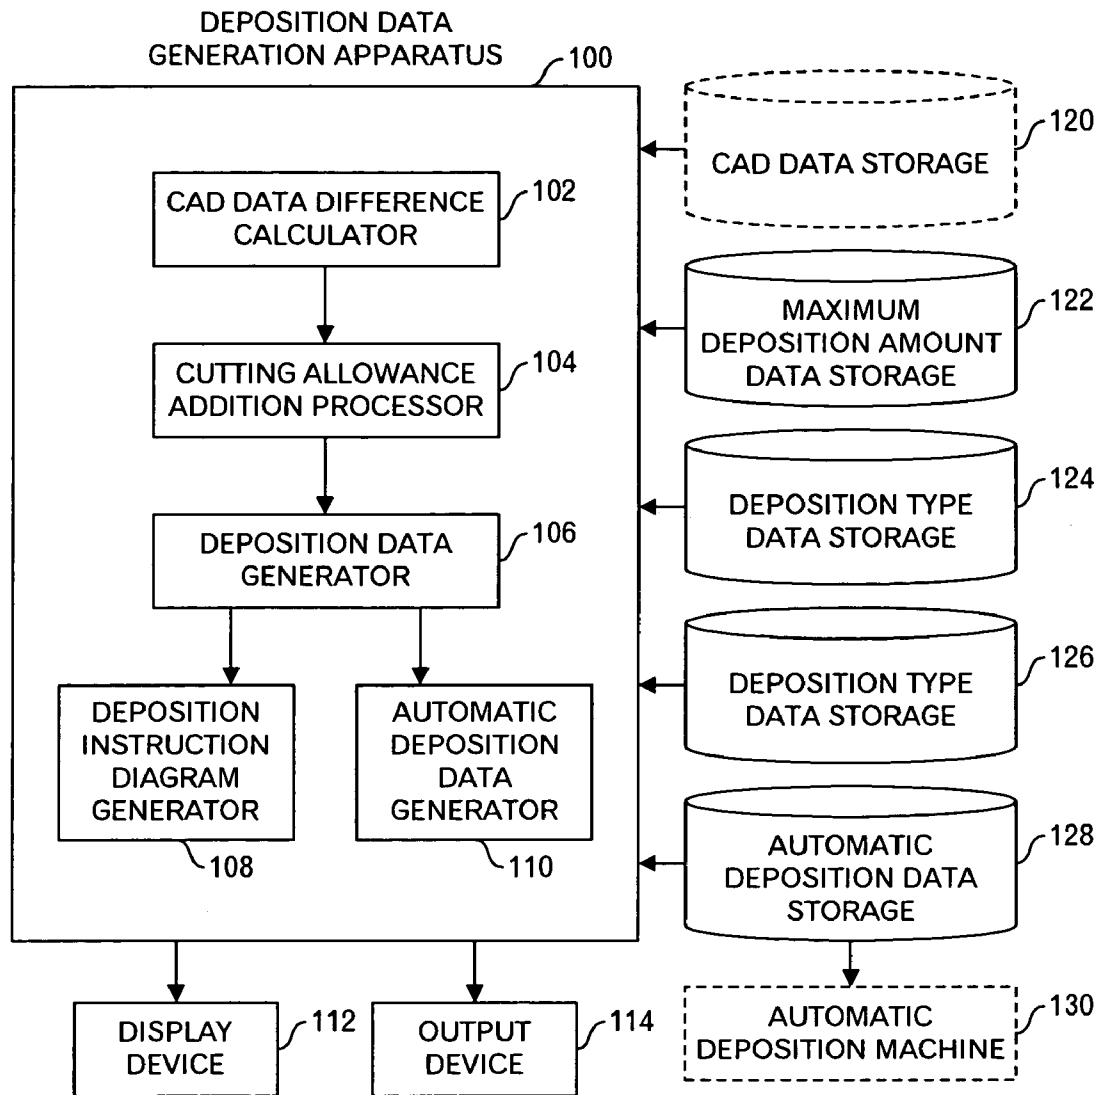 DEPOSITION DATA
GENERATION APPARATUS
100
CAD DATA DIFFERENCE
CALCULATOR
102
CUTTING ALLOWANCE
ADDITION PROCESSOR
104
DEPOSITION DATA
GENERATOR
106
DEPOSITION
INSTRUCTION
DIAGRAM
GENERATOR
108
AUTOMATIC
DEPOSITION
DATA
GENERATOR
110
DISPLAY
DEVICE
112
OUTPUT
DEVICE
114
CAD DATA STORAGE
120
MAXIMUM
DEPOSITION AMOUNT
DATA STORAGE
122
DEPOSITION TYPE
DATA STORAGE
124
DEPOSITION TYPE
DATA STORAGE
126
AUTOMATIC
DEPOSITION DATA
STORAGE
128
AUTOMATIC
DEPOSITION MACHINE
130